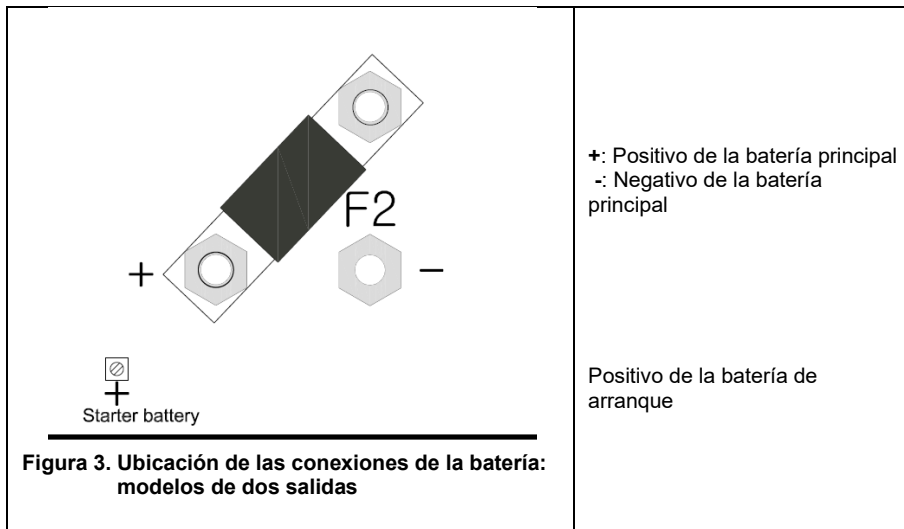 F2
+
-
+
Starter battery
Figura 3. Ubicación de las conexiones de la batería:
modelos de dos salidas
+: Positivo de la batería principal
-: Negativo de la batería
principal
Positivo de la batería de
arranque